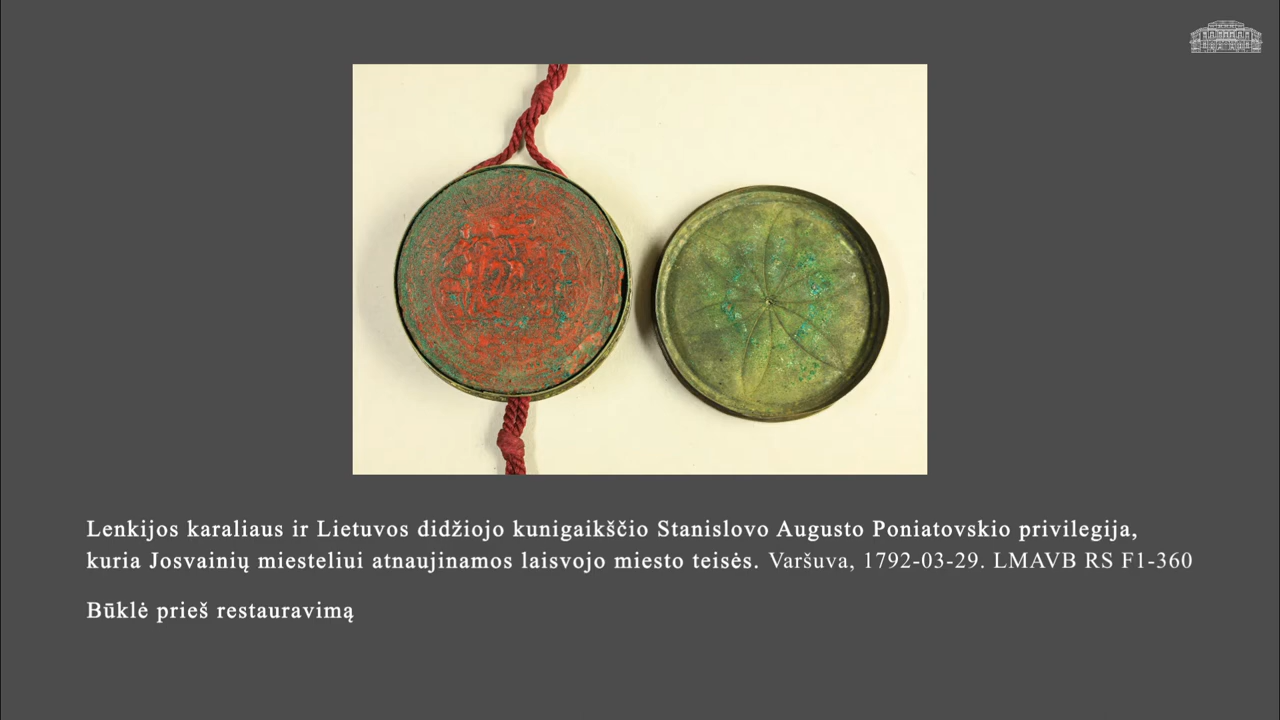 Lenkijos karaliaus ir Lietuvos didžiojo kunigaikščio Stanislovo Augusto Poniatovskio privilegija,
kuria Josvainių miesteliui atnaujinamos laisvojo miesto teisės. Varšuva, 1792-03-29. LMAVB RS F1-360
Būklė prieš restauravimą